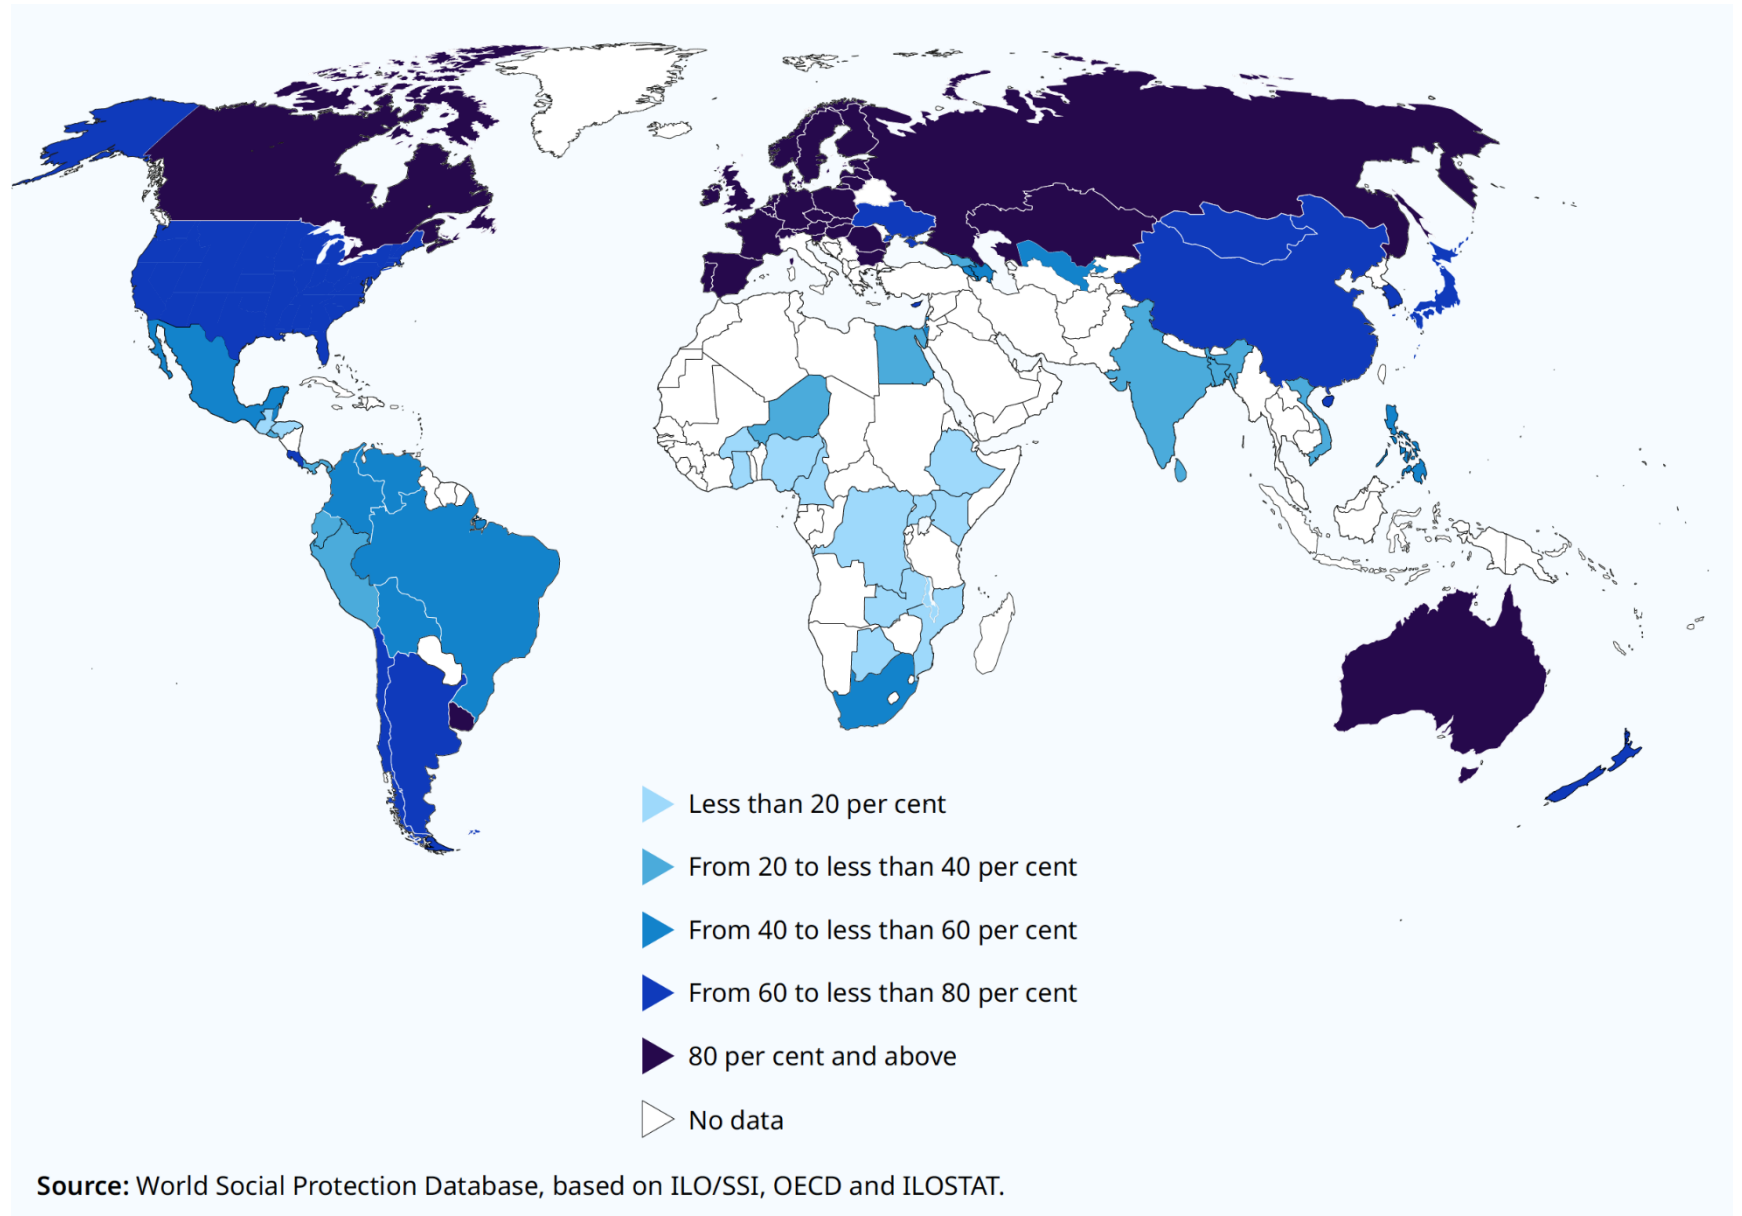 Less than 20 per cent
From 20 to less than 40 per cent
From 40 to less than 60 per cent
From 60 to less than 80 per cent
80 per cent and above
No data
Source: World Social Protection Database, based on ILO/SSI, OECD and ILOSTAT.